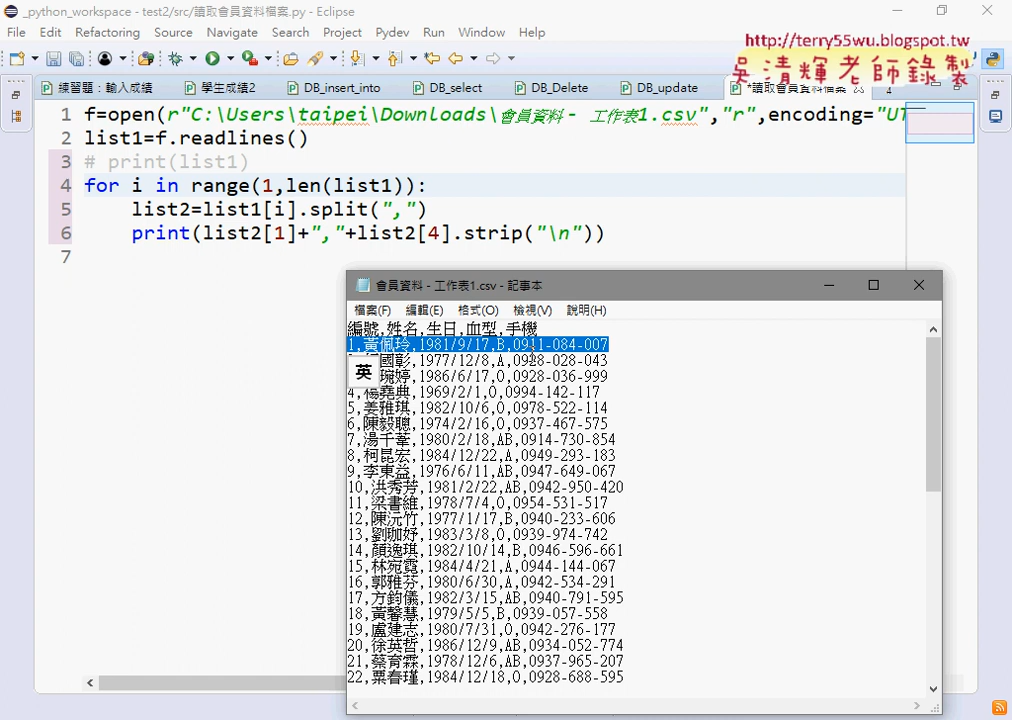 _python_workspace - test2/src/讀取會員資料檔案.py - Eclipse
File Edit Refactoring Source Navigate Search Project Pydev Run Window Help
http://terry55wu.blogspot.tw
吳清輝老師錄製
練習題：輸入成績 學生成績2 DB_insert_into DB_select DB_Delete DB_update *讀取會員資料檔案
1 f=open(r"C:\Users\taipei\Downloads\會員資料 - 工作表1.csv","r",encoding="UT
2 list1=f.readlines()
3 # print(list1)
4 for i in range(1,len(list1)):
5 list2=list1[i].split(",")
6 print(list2[1]+","+list2[4].strip("\n"))
7
會員資料 - 工作表1.csv - 記事本
檔案(F) 編輯(E) 格式(O) 檢視(V) 說明(H)
編號,姓名,生日,血型,手機
1,黃佩玲,1981/9/17,B,0911-084-007
國彰,1977/12/8,A,0928-028-043
英
婷,1986/6/17,O,0928-036-999
4,楊堯典,1969/2/1,O,0994-142-117
5,姜雅琪,1982/10/6,O,0978-522-114
6,陳毅聰,1974/2/16,O,0937-467-575
7,湯千葦,1980/2/18,AB,0914-730-854
8,柯昆宏,1984/12/22,A,0949-293-183
9,李東益,1976/6/11,AB,0947-649-067
10,洪秀芳,1981/2/22,AB,0942-950-420
11,梁書維,1978/7/4,O,0954-531-517
12,陳沅竹,1977/1/17,B,0940-233-606
13,劉珈妤,1983/3/8,O,0939-974-742
14,顏逸琪,1982/10/14,B,0946-596-661
15,林宛霓,1984/4/21,A,0944-144-067
16,郭雅芬,1980/6/30,A,0942-534-291
17,方鈞儀,1982/3/15,AB,0940-791-595
18,黃馨慧,1979/5/5,B,0939-057-558
19,盧建志,1980/7/31,O,0942-276-177
20,徐英哲,1986/12/9,AB,0934-052-774
21,蔡育霖,1978/12/6,AB,0937-965-207
22,粟春瑾,1984/12/18,O,0928-688-595